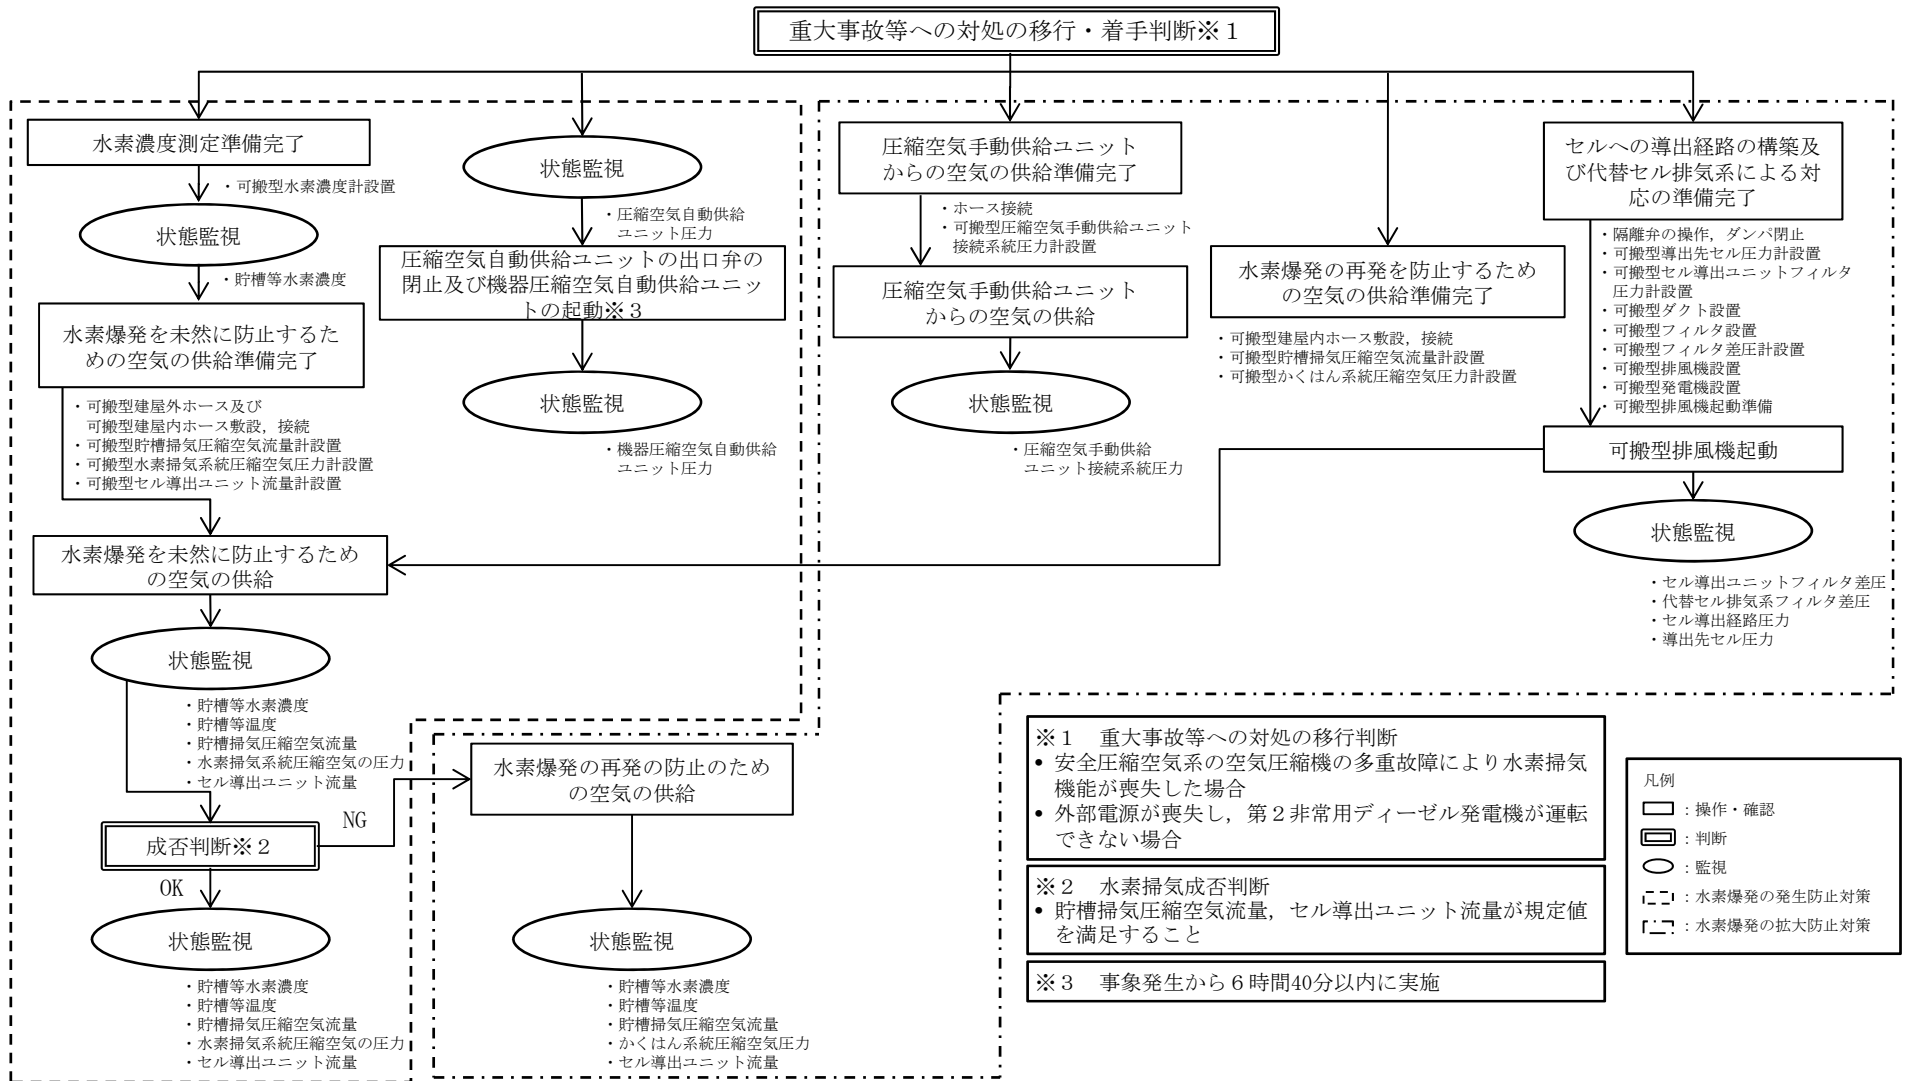 重大事故等への対処の移行・着手判断※１
水素濃度測定準備完了
・可搬型水素濃度計設置
状態監視
・貯槽等水素濃度
水素爆発を未然に防止するた
めの空気の供給準備完了
・可搬型建屋外ホース及び
可搬型建屋内ホース敷設，接続
・可搬型貯槽掃気圧縮空気流量計設置
・可搬型水素掃気系統圧縮空気圧力計設置
・可搬型セル導出ユニット流量計設置
水素爆発を未然に防止するため
の空気の供給
状態監視
・貯槽等水素濃度
・貯槽等温度
・貯槽掃気圧縮空気流量
・水素掃気系統圧縮空気の圧力
・セル導出ユニット流量
成否判断※２
NG
OK
状態監視
・貯槽等水素濃度
・貯槽等温度
・貯槽掃気圧縮空気流量
・水素掃気系統圧縮空気の圧力
・セル導出ユニット流量
状態監視
・圧縮空気自動供給
ユニット圧力
圧縮空気自動供給ユニットの出口弁の
閉止及び機器圧縮空気自動供給ユニッ
トの起動※３
状態監視
・機器圧縮空気自動供給
ユニット圧力
水素爆発の再発の防止のため
の空気の供給
状態監視
・貯槽等水素濃度
・貯槽等温度
・貯槽掃気圧縮空気流量
・かくはん系統圧縮空気圧力
・セル導出ユニット流量
圧縮空気手動供給ユニット
からの空気の供給準備完了
・ホース接続
・可搬型圧縮空気手動供給ユニット
接続系統圧力計設置
圧縮空気手動供給ユニット
からの空気の供給
状態監視
・圧縮空気手動供給
ユニット接続系統圧力
水素爆発の再発を防止するため
の空気の供給準備完了
・可搬型建屋内ホース敷設，接続
・可搬型貯槽掃気圧縮空気流量計設置
・可搬型かくはん系統圧縮空気圧力計設置
セルへの導出経路の構築及
び代替セル排気系による対
応の準備完了
・隔離弁の操作，ダンパ閉止
・可搬型導出先セル圧力計設置
・可搬型セル導出ユニットフィルタ
圧力計設置
・可搬型ダクト設置
・可搬型フィルタ設置
・可搬型フィルタ差圧計設置
・可搬型排風機設置
・可搬型発電機設置
・可搬型排風機起動準備
可搬型排風機起動
状態監視
・セル導出ユニットフィルタ差圧
・代替セル排気系フィルタ差圧
・セル導出経路圧力
・導出先セル圧力
※１　重大事故等への対処の移行判断
• 安全圧縮空気系の空気圧縮機の多重故障により水素掃気
機能が喪失した場合
• 外部電源が喪失し，第２非常用ディーゼル発電機が運転
できない場合
※２　水素掃気成否判断
• 貯槽掃気圧縮空気流量，セル導出ユニット流量が規定値
を満足すること
※３　事象発生から６時間40分以内に実施
凡例
：操作・確認
：判断
：監視
：水素爆発の発生防止対策
：水素爆発の拡大防止対策